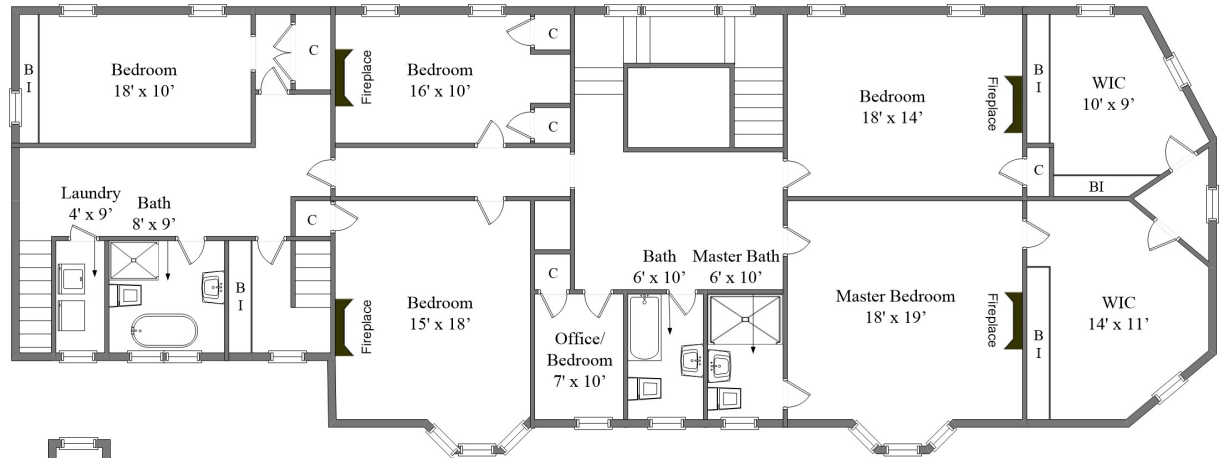 B
I
Bedroom
18' x 10'
C
Fireplace
Bedroom
16' x 10'
C
C
Bedroom
18' x 14'
Fireplace
B
I
WIC
10' x 9'
C
BI
Laundry
4' x 9’
Bath
8' x 9’
C
B
I
Bedroom
15' x 18’
Fireplace
C
Office/
Bedroom
7' x 10’
Bath
6' x 10’
Master Bath
6' x 10’
Master Bedroom
18' x 19’
Fireplace
B
I
WIC
14' x 11’